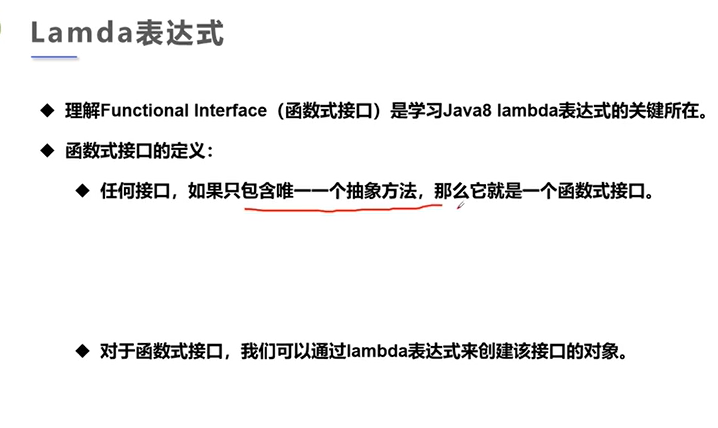 Lamda表达式
理解Functional Interface（函数式接口）是学习Java8 lambda表达式的关键所在。
函数式接口的定义：
任何接口，如果只包含唯一一个抽象方法，那么它就是一个函数式接口。
对于函数式接口，我们可以通过lambda表达式来创建该接口的对象。